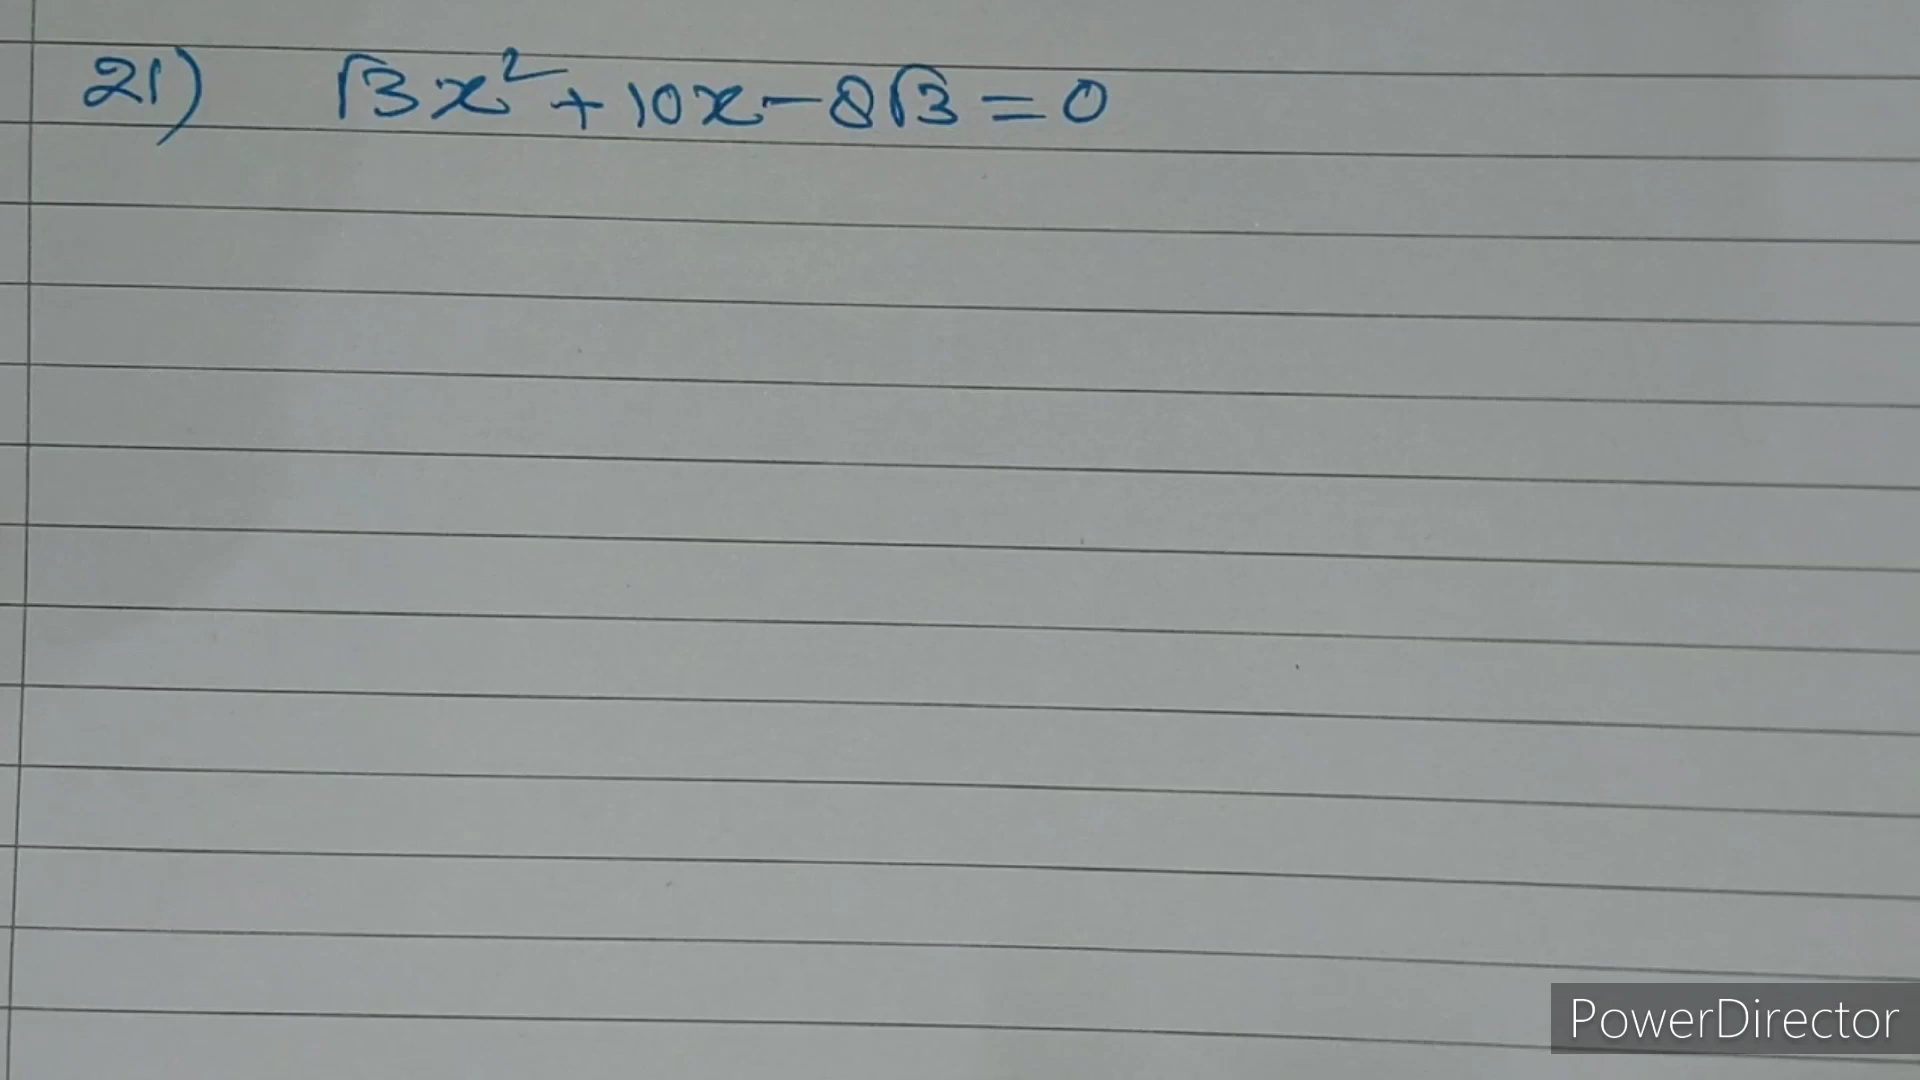 21) √3x² + 10x - 8√3 = 0
PowerDirector